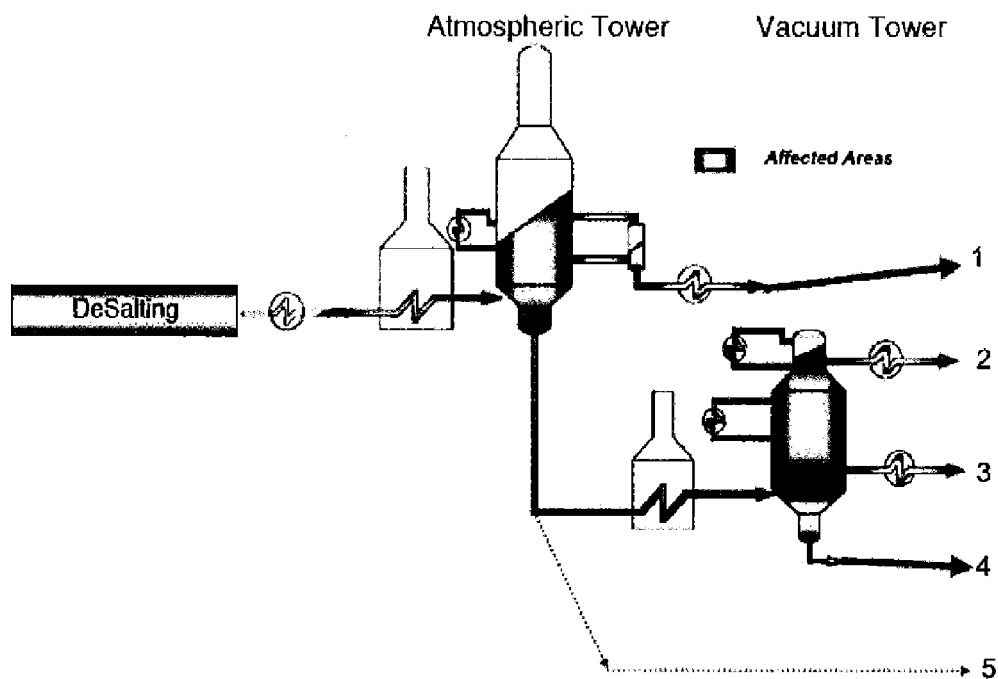 Atmospheric Tower
Vacuum Tower
Affected Areas
DeSalting
1
2
3
4
5